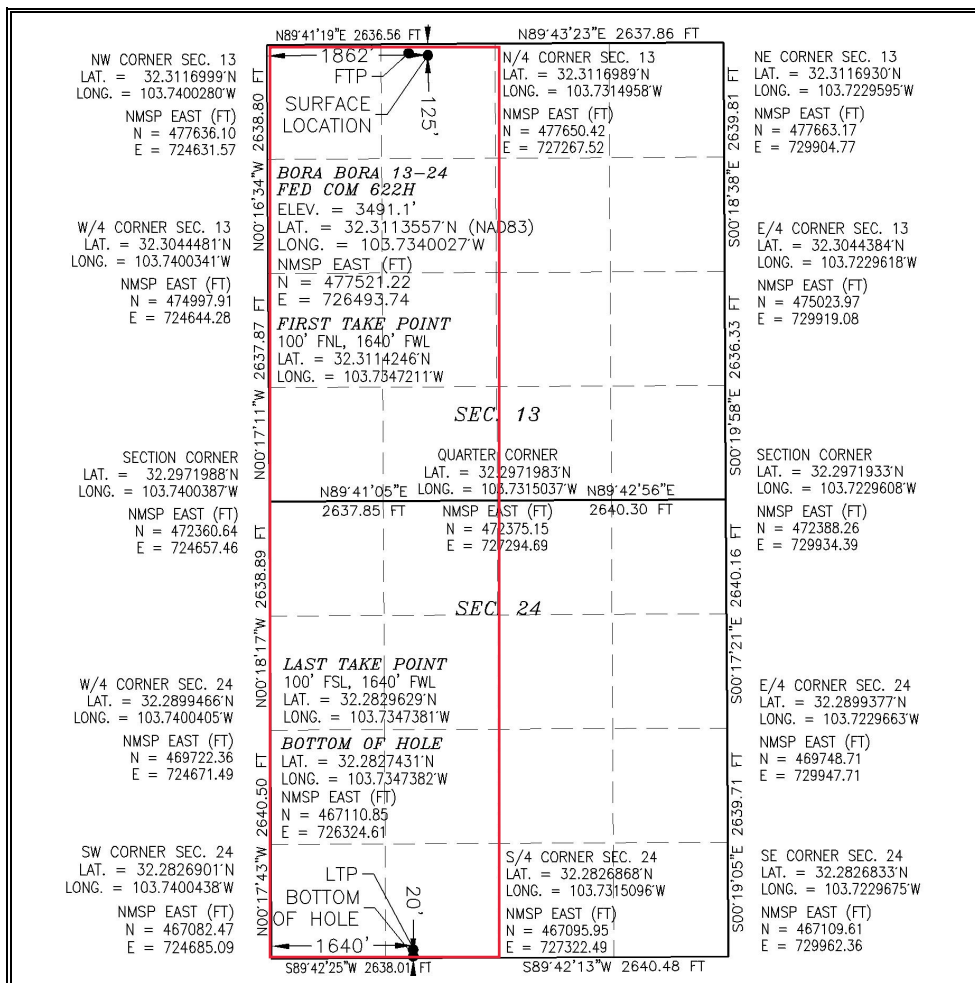 N89°41'19"E 2636.56 FT
N89°43'23"E 2637.86 FT
NW CORNER SEC. 13
LAT. = 32.3116999°N
LONG. = 103.7400280°W
NMSP EAST (FT)
N = 477636.10
E = 724631.57
1862'
FTP
SURFACE
LOCATION
125'
N/4 CORNER SEC. 13
LAT. = 32.3116989°N
LONG. = 103.7314958°W
NMSP EAST (FT)
N = 477650.42
E = 727267.52
NE CORNER SEC. 13
LAT. = 32.3116930°N
LONG. = 103.7229595°W
NMSP EAST (FT)
N = 477663.17
E = 729904.77
N00°16'34"W 2638.80 FT
S00°18'38"E 2639.81 FT
BORA BORA 13-24
FED COM 622H
ELEV. = 3491.1'
LAT. = 32.3113557°N (NAD83)
LONG. = 103.7340027°W
NMSP EAST (FT)
N = 477521.22
E = 726493.74
W/4 CORNER SEC. 13
LAT. = 32.3044481°N
LONG. = 103.7400341°W
NMSP EAST (FT)
N = 474997.91
E = 724644.28
E/4 CORNER SEC. 13
LAT. = 32.3044384°N
LONG. = 103.7229618°W
NMSP EAST (FT)
N = 475023.97
E = 729919.08
FIRST TAKE POINT
100' FNL, 1640' FWL
LAT. = 32.3114246°N
LONG. = 103.7347211°W
N00°17'11"W 2637.87 FT
S00°19'58"E 2636.33 FT
SEC. 13
SECTION CORNER
LAT. = 32.2971988°N
LONG. = 103.7400387°W
NMSP EAST (FT)
N = 472360.64
E = 724657.46
QUARTER CORNER
LAT. = 32.2971983°N
LONG. = 103.7315037°W
N89°41'05"E
2637.85 FT
N89°42'56"E
2640.30 FT
NMSP EAST (FT)
N = 472375.15
E = 727294.69
SECTION CORNER
LAT. = 32.2971933°N
LONG. = 103.7229608°W
NMSP EAST (FT)
N = 472388.26
E = 729934.39
N00°18'17"W 2638.89 FT
S00°17'21"E 2640.16 FT
SEC. 24
LAST TAKE POINT
100' FSL, 1640' FWL
LAT. = 32.2829629°N
LONG. = 103.7347381°W
W/4 CORNER SEC. 24
LAT. = 32.2899466°N
LONG. = 103.7400405°W
NMSP EAST (FT)
N = 469722.36
E = 724671.49
E/4 CORNER SEC. 24
LAT. = 32.2899377°N
LONG. = 103.7229663°W
NMSP EAST (FT)
N = 469748.71
E = 729947.71
BOTTOM OF HOLE
LAT. = 32.2827431°N
LONG. = 103.7347382°W
NMSP EAST (FT)
N = 467110.85
E = 726324.61
N00°17'43"W 2640.50 FT
S00°19'05"E 2639.71 FT
SW CORNER SEC. 24
LAT. = 32.2826901°N
LONG. = 103.7400438°W
NMSP EAST (FT)
N = 467082.47
E = 724685.09
LTP
BOTTOM
OF HOLE
20'
1640'
S/4 CORNER SEC. 24
LAT. = 32.2826868°N
LONG. = 103.7315096°W
NMSP EAST (FT)
N = 467095.95
E = 727322.49
SE CORNER SEC. 24
LAT. = 32.2826833°N
LONG. = 103.7229675°W
NMSP EAST (FT)
N = 467109.61
E = 729962.36
S89°42'25"W 2638.01 FT
S89°42'13"W 2640.48 FT